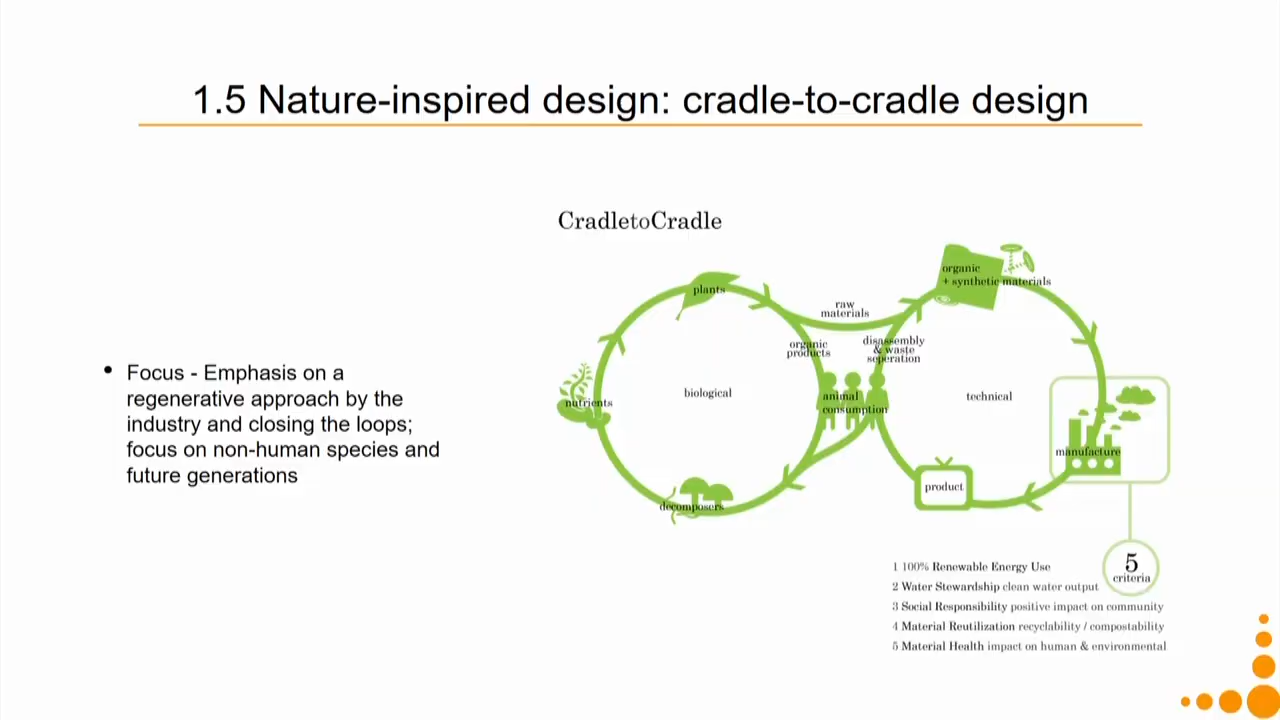 1.5 Nature-inspired design: cradle-to-cradle design
• Focus - Emphasis on a
regenerative approach by the
industry and closing the loops;
focus on non-human species and
future generations
CradletoCradle
plants
nutrients
biological
decomposers
raw
materials
organic
products
disassembly
& waste
seperation
animal
consumption
organic
+ synthetic materials
technical
manufacture
product
5
criteria
1 100% Renewable Energy Use
2 Water Stewardship clean water output
3 Social Responsibility positive impact on community
4 Material Reutilization recyclability / compostability
5 Material Health impact on human & environmental